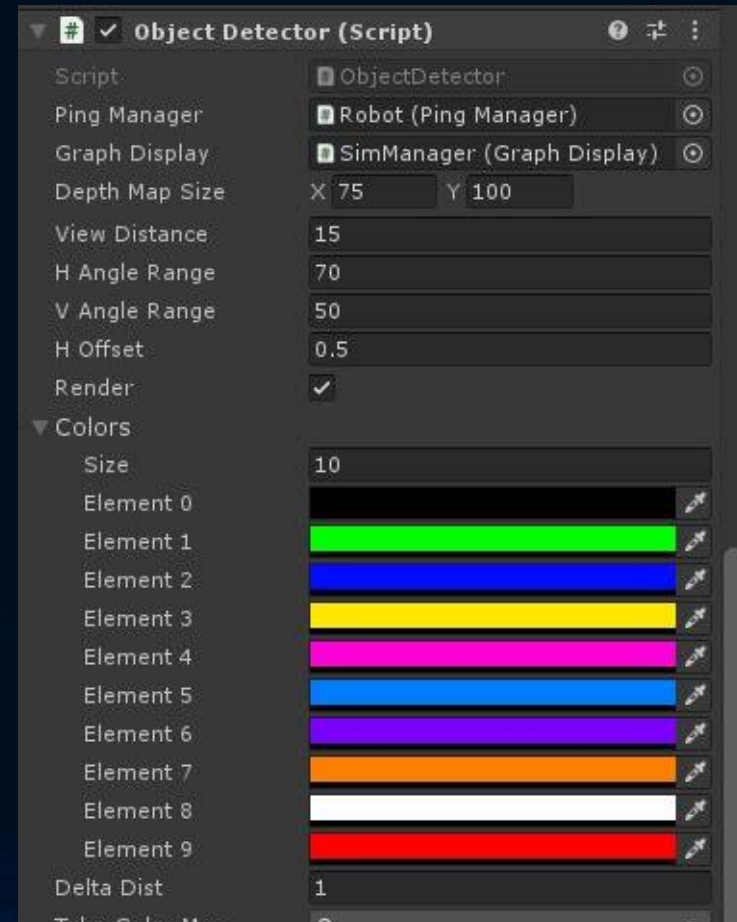 # Object Detector (Script)
Script # ObjectDetector
Ping Manager # Robot (Ping Manager)
Graph Display # SimManager (Graph Display)
Depth Map Size X 75 Y 100
View Distance 15
H Angle Range 70
V Angle Range 50
H Offset 0.5
Render
Colors
Size 10
Element 0
Element 1
Element 2
Element 3
Element 4
Element 5
Element 6
Element 7
Element 8
Element 9
Delta Dist 1